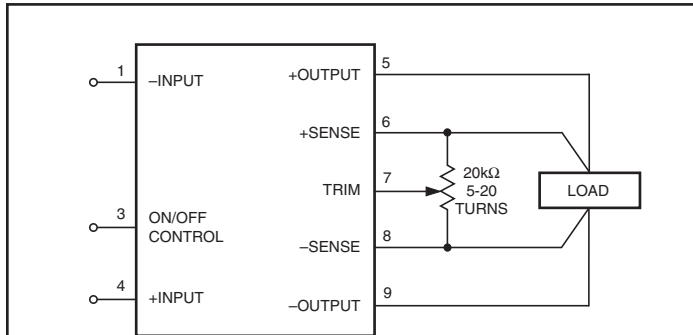 1
–INPUT
3
ON/OFF
CONTROL
4
+INPUT
+OUTPUT
5
+SENSE
6
TRIM
7
–SENSE
8
–OUTPUT
9
20kΩ
5-20
TURNS
LOAD